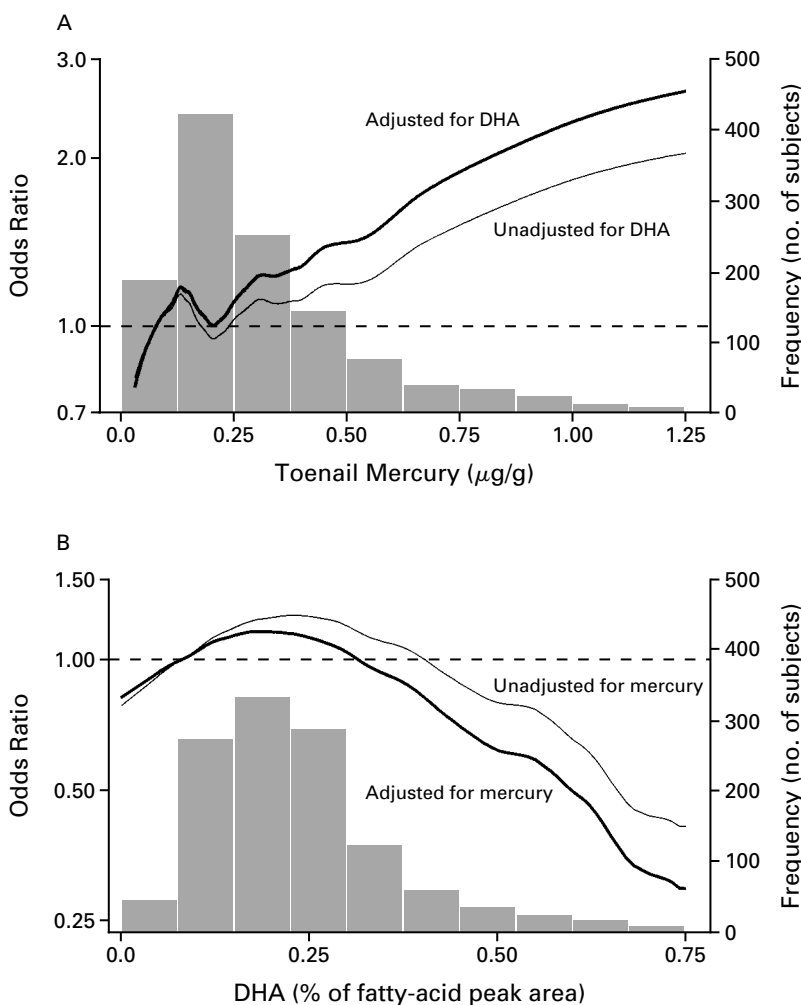 A
3.0
2.0
1.0
0.7
Odds Ratio
Adjusted for DHA
Unadjusted for DHA
500
400
300
200
100
0
Frequency (no. of subjects)
0.0 0.25 0.50 0.75 1.00 1.25
Toenail Mercury (μg/g)
B
1.50
1.00
0.50
0.25
Odds Ratio
Unadjusted for mercury
Adjusted for mercury
500
400
300
200
100
0
Frequency (no. of subjects)
0.0 0.25 0.50 0.75
DHA (% of fatty-acid peak area)